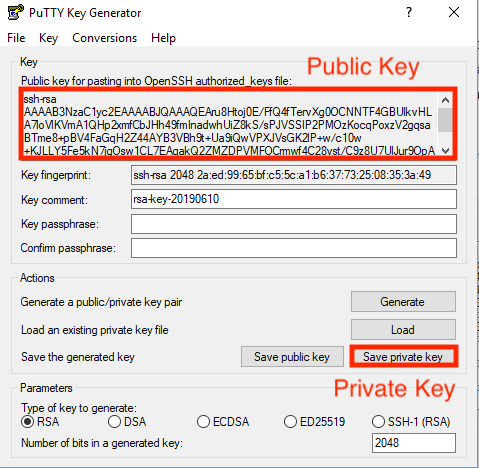 PuTTY Key Generator
File Key Conversions Help
Key
Public Key
Public key for pasting into OpenSSH authorized_keys file:
ssh-rsa
AAAAB3NzaC1yc2EAAAABJQAAAQEAru8Htoj0E/FfQ4fTervXg0OCNNTF4GBUlkvHL
A7loVlKVmA1QHp2xmfCbJHh49fmInadwhUiZ8kS/sPJVSSIP2PMOzKocqPoxzV2gqsa
BTme8+pBV4FaGqH2Z44AYB3VBh9t+Ua9iQwVPXJVsGK2lP+w/c10w
+KJLLY5Fe5kN7jgOsw1CL7EAgakQ2ZMZDPVMFOCrmwf4C28vst/C9z8U7UlJur9OpA
Key fingerprint: ssh-rsa 2048 2a:ed:99:65:bf:c5:5c:a1:b6:37:73:25:08:35:3a:49
Key comment: rsa-key-20190610
Key passphrase:
Confirm passphrase:
Actions
Generate a public/private key pair Generate
Load an existing private key file Load
Save the generated key Save public key Save private key
Private Key
Parameters
Type of key to generate:
RSA DSA ECDSA ED25519 SSH-1 (RSA)
Number of bits in a generated key: 2048